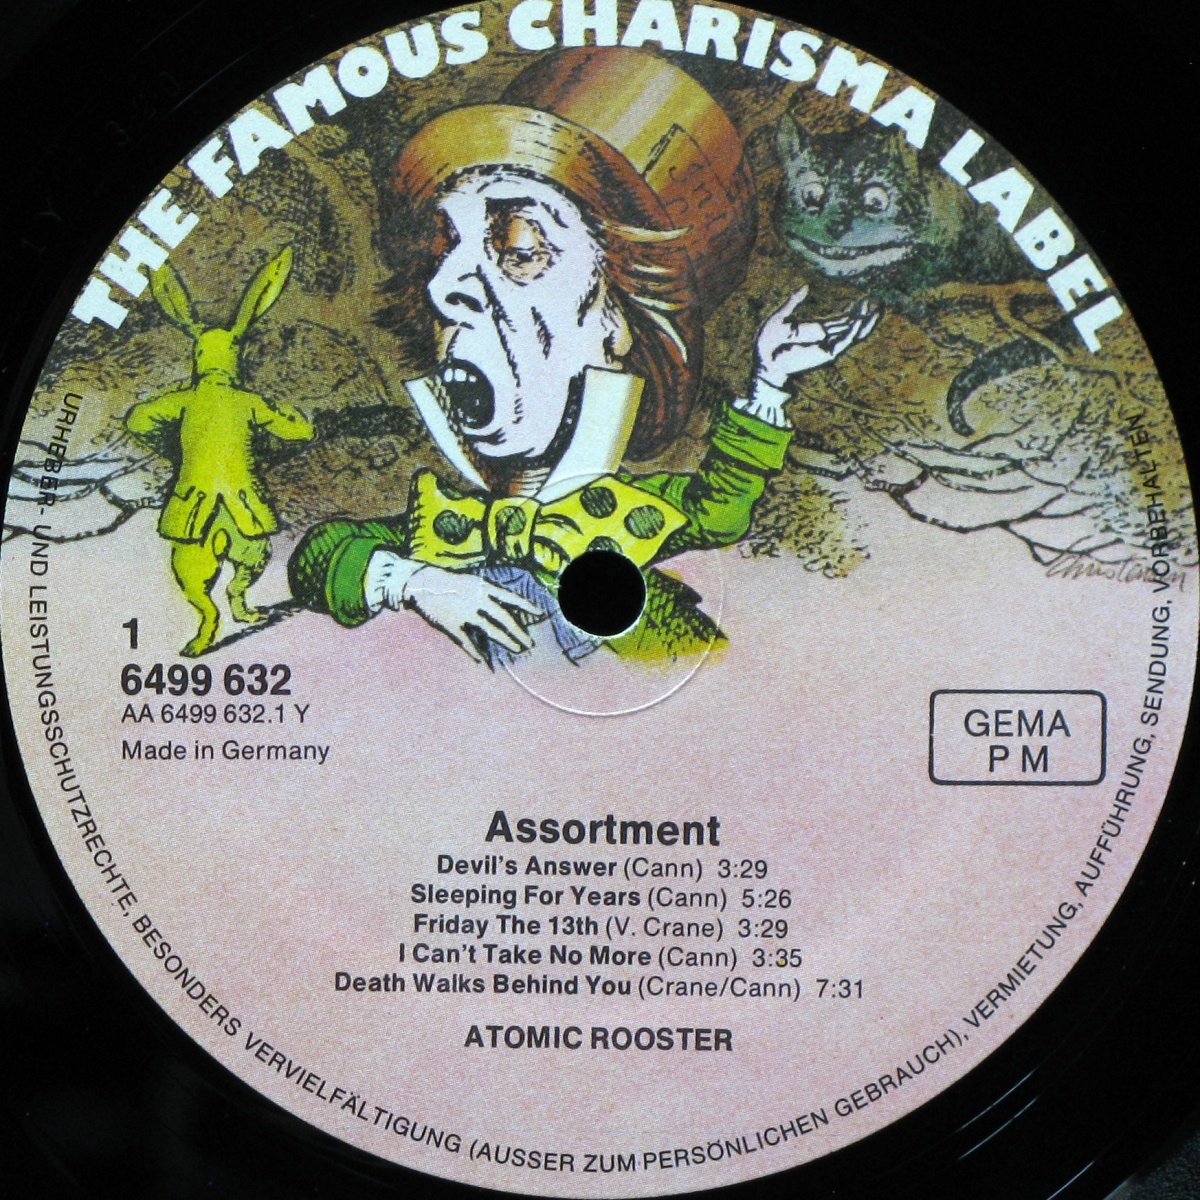 THE FAMOUS CHARISMA LABEL
1
6499 632
AA 6499 632.1 Y
Made in Germany
GEMA
P M
Assortment
Devil's Answer (Cann) 3:29
Sleeping For Years (Cann) 5:26
Friday The 13th (V. Crane) 3:29
I Can't Take No More (Cann) 3:35
Death Walks Behind You (Crane/Cann) 7:31
ATOMIC ROOSTER
URHEBER- UND LEISTUNGSSCHUTZRECHTE, BESONDERS VERVIELFÄLTIGUNG (AUSSER ZUM PERSÖNLICHEN GEBRAUCH), VERMIETUNG, AUFFÜHRUNG, SENDUNG, VORBEHALTEN